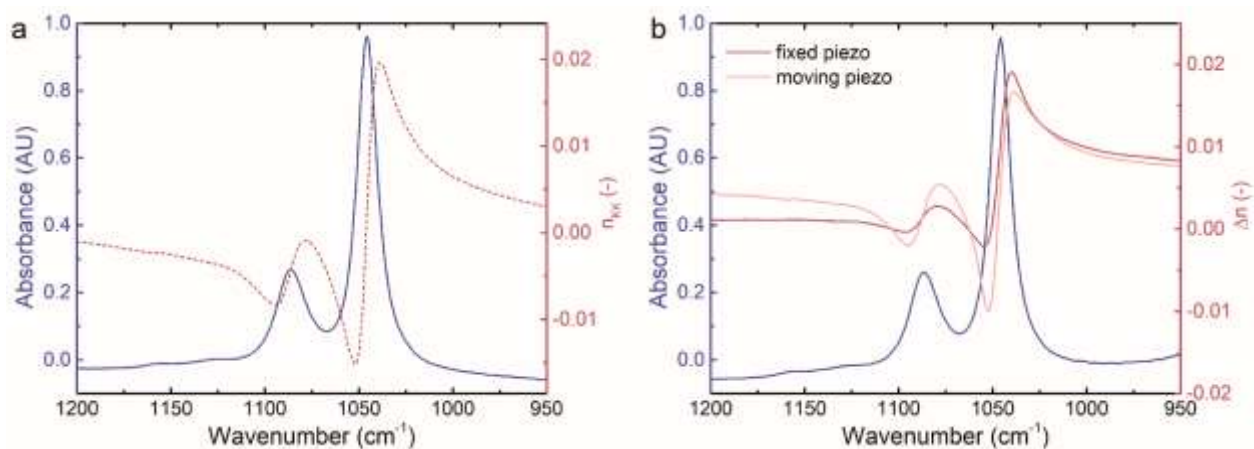 a
1.0
0.8
0.6
0.4
0.2
0.0
Absorbance (AU)
0.02
0.01
0.00
-0.01
n_KK (-)
1200 1150 1100 1050 1000 950
Wavenumber (cm⁻¹)
b
fixed piezo
moving piezo
1.0
0.8
0.6
0.4
0.2
0.0
Absorbance (AU)
0.02
0.01
0.00
-0.01
-0.02
Δn (-)
1200 1150 1100 1050 1000 950
Wavenumber (cm⁻¹)